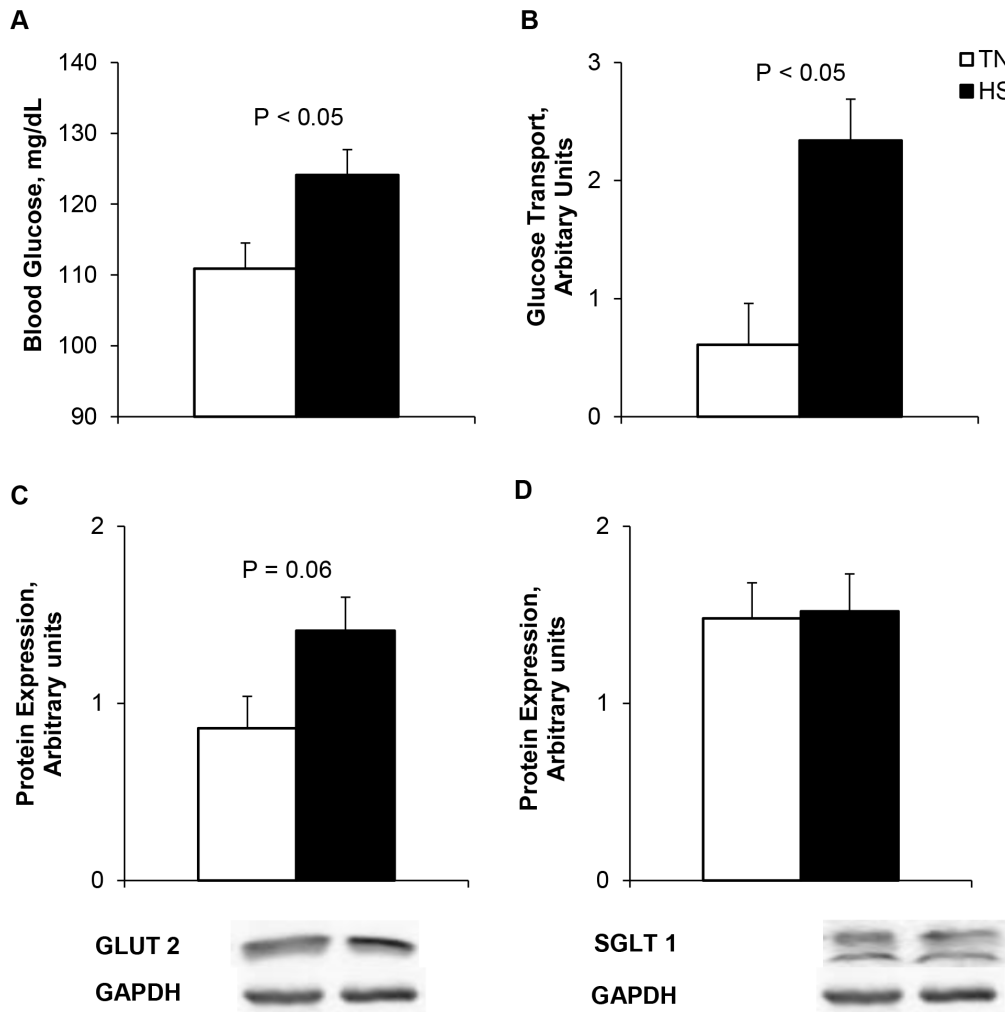 A
B
140
130
120
110
100
90
Blood Glucose, mg/dL
P < 0.05
3
2
1
0
Glucose Transport,
Arbitary Units
P < 0.05
TN
HS
C
D
2
1
0
Protein Expression,
Arbitrary units
P = 0.06
2
1
0
Protein Expression,
Arbitrary units
GLUT 2
GAPDH
SGLT 1
GAPDH